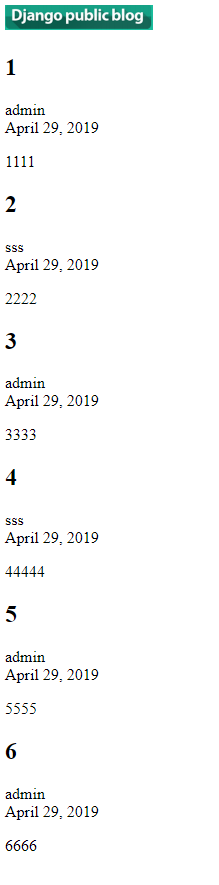 Django public blog
1
admin
April 29, 2019
1111
2
sss
April 29, 2019
2222
3
admin
April 29, 2019
3333
4
sss
April 29, 2019
44444
5
admin
April 29, 2019
5555
6
admin
April 29, 2019
6666